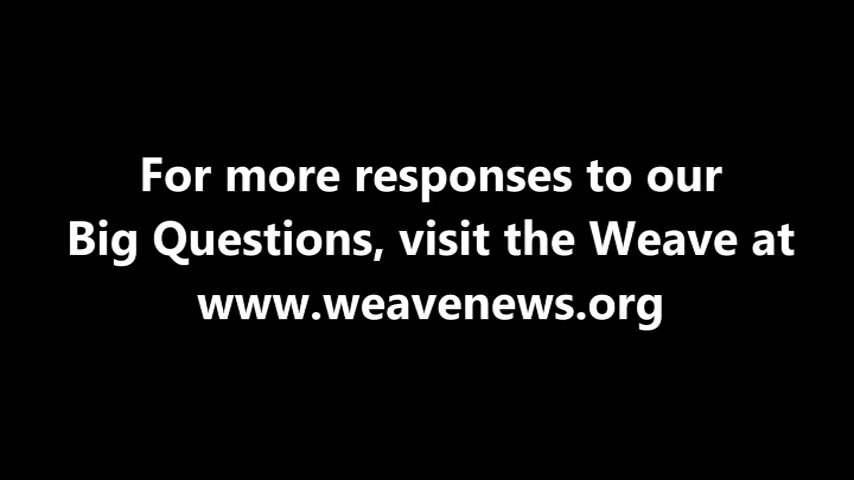 For more responses to our
Big Questions, visit the Weave at
www.weavenews.org